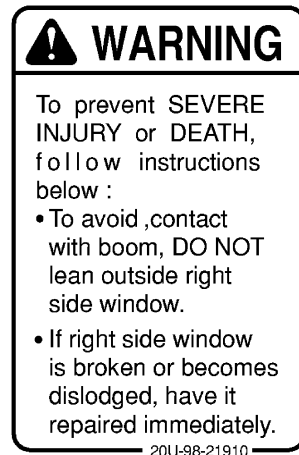 WARNING
To prevent SEVERE
INJURY or DEATH,
follow instructions
below :
• To avoid ,contact
with boom, DO NOT
lean outside right
side window.
• If right side window
is broken or becomes
dislodged, have it
repaired immediately.
20U-98-21910